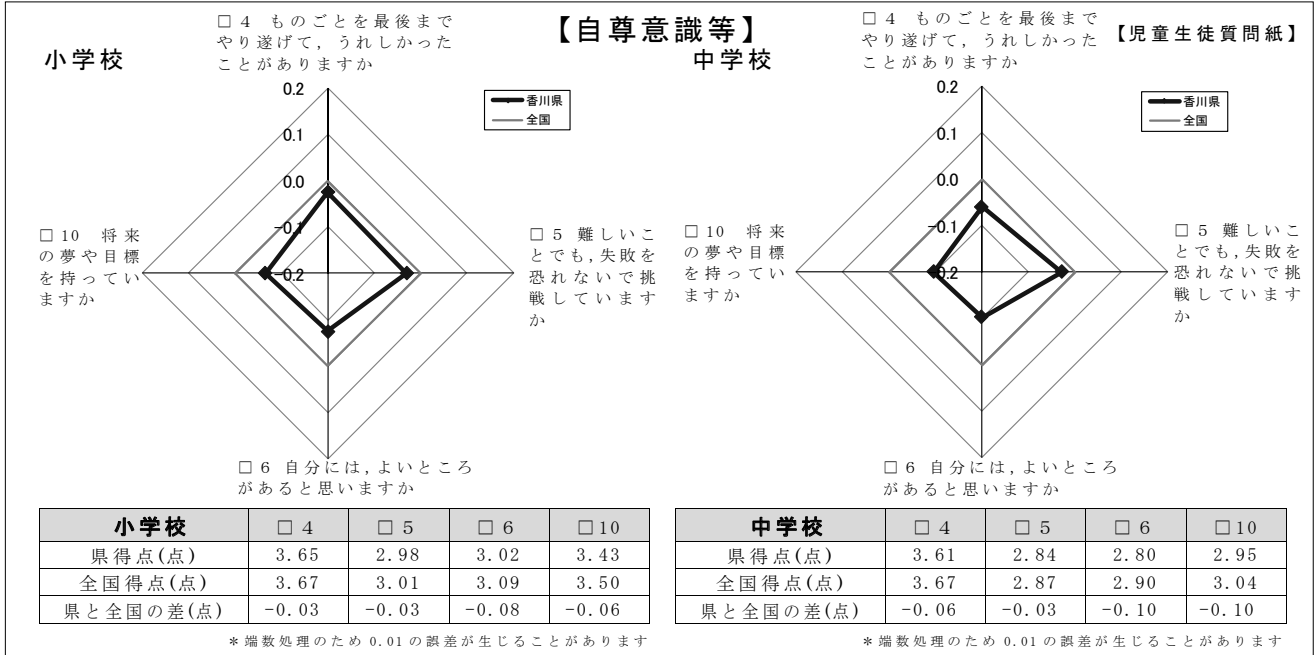 【自尊意識等】
【児童生徒質問紙】
小学校
□4 ものごとを最後まで
やり遂げて，うれしかった
ことがありますか
香川県
全国
0.2
0.1
0.0
-0.1
-0.2
□10 将来
の夢や目標
を持ってい
ますか
□5 難しいこ
とでも，失敗を
恐れないで挑
戦しています
か
□6 自分には，よいところ
があると思いますか
小学校 □4 □5 □6 □10
県得点(点) 3.65 2.98 3.02 3.43
全国得点(点) 3.67 3.01 3.09 3.50
県と全国の差(点) -0.03 -0.03 -0.08 -0.06
＊端数処理のため 0.01の誤差が生じることがあります
中学校
□4 ものごとを最後まで
やり遂げて，うれしかった
ことがありますか
香川県
全国
0.2
0.1
0.0
-0.1
-0.2
□10 将来
の夢や目標
を持ってい
ますか
□5 難しいこ
とでも，失敗を
恐れないで挑
戦しています
か
□6 自分には，よいところ
があると思いますか
中学校 □4 □5 □6 □10
県得点(点) 3.61 2.84 2.80 2.95
全国得点(点) 3.67 2.87 2.90 3.04
県と全国の差(点) -0.06 -0.03 -0.10 -0.10
＊端数処理のため 0.01の誤差が生じることがあります